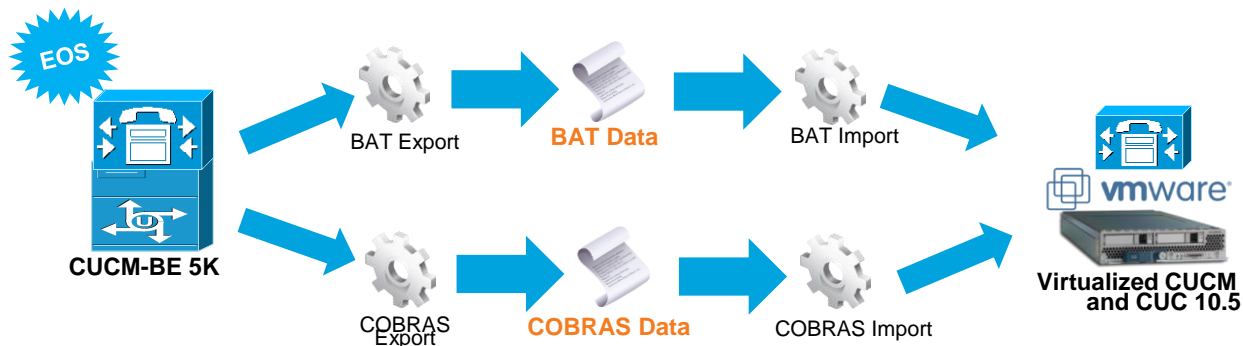 EOS
BAT Export
BAT Data
BAT Import
vmware
CUCM-BE 5K
COBRAS
Export
COBRAS Data
COBRAS Import
Virtualized CUCM
and CUC 10.5